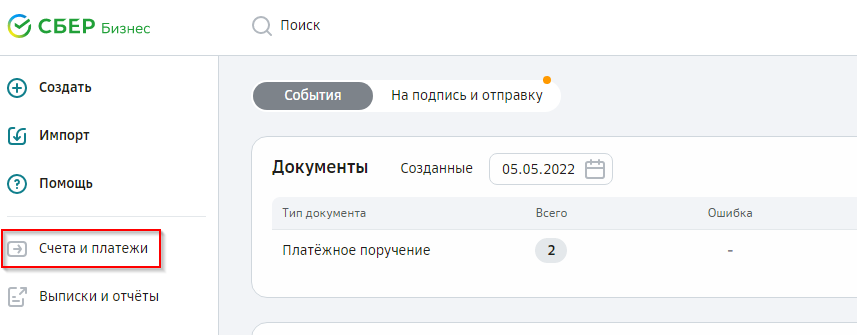 СБЕР Бизнес
Поиск
Создать
Импорт
Помощь
Счета и платежи
Выписки и отчёты
События
На подпись и отправку
Документы Созданные 05.05.2022
Тип документа Всего Ошибка
Платёжное поручение 2 -